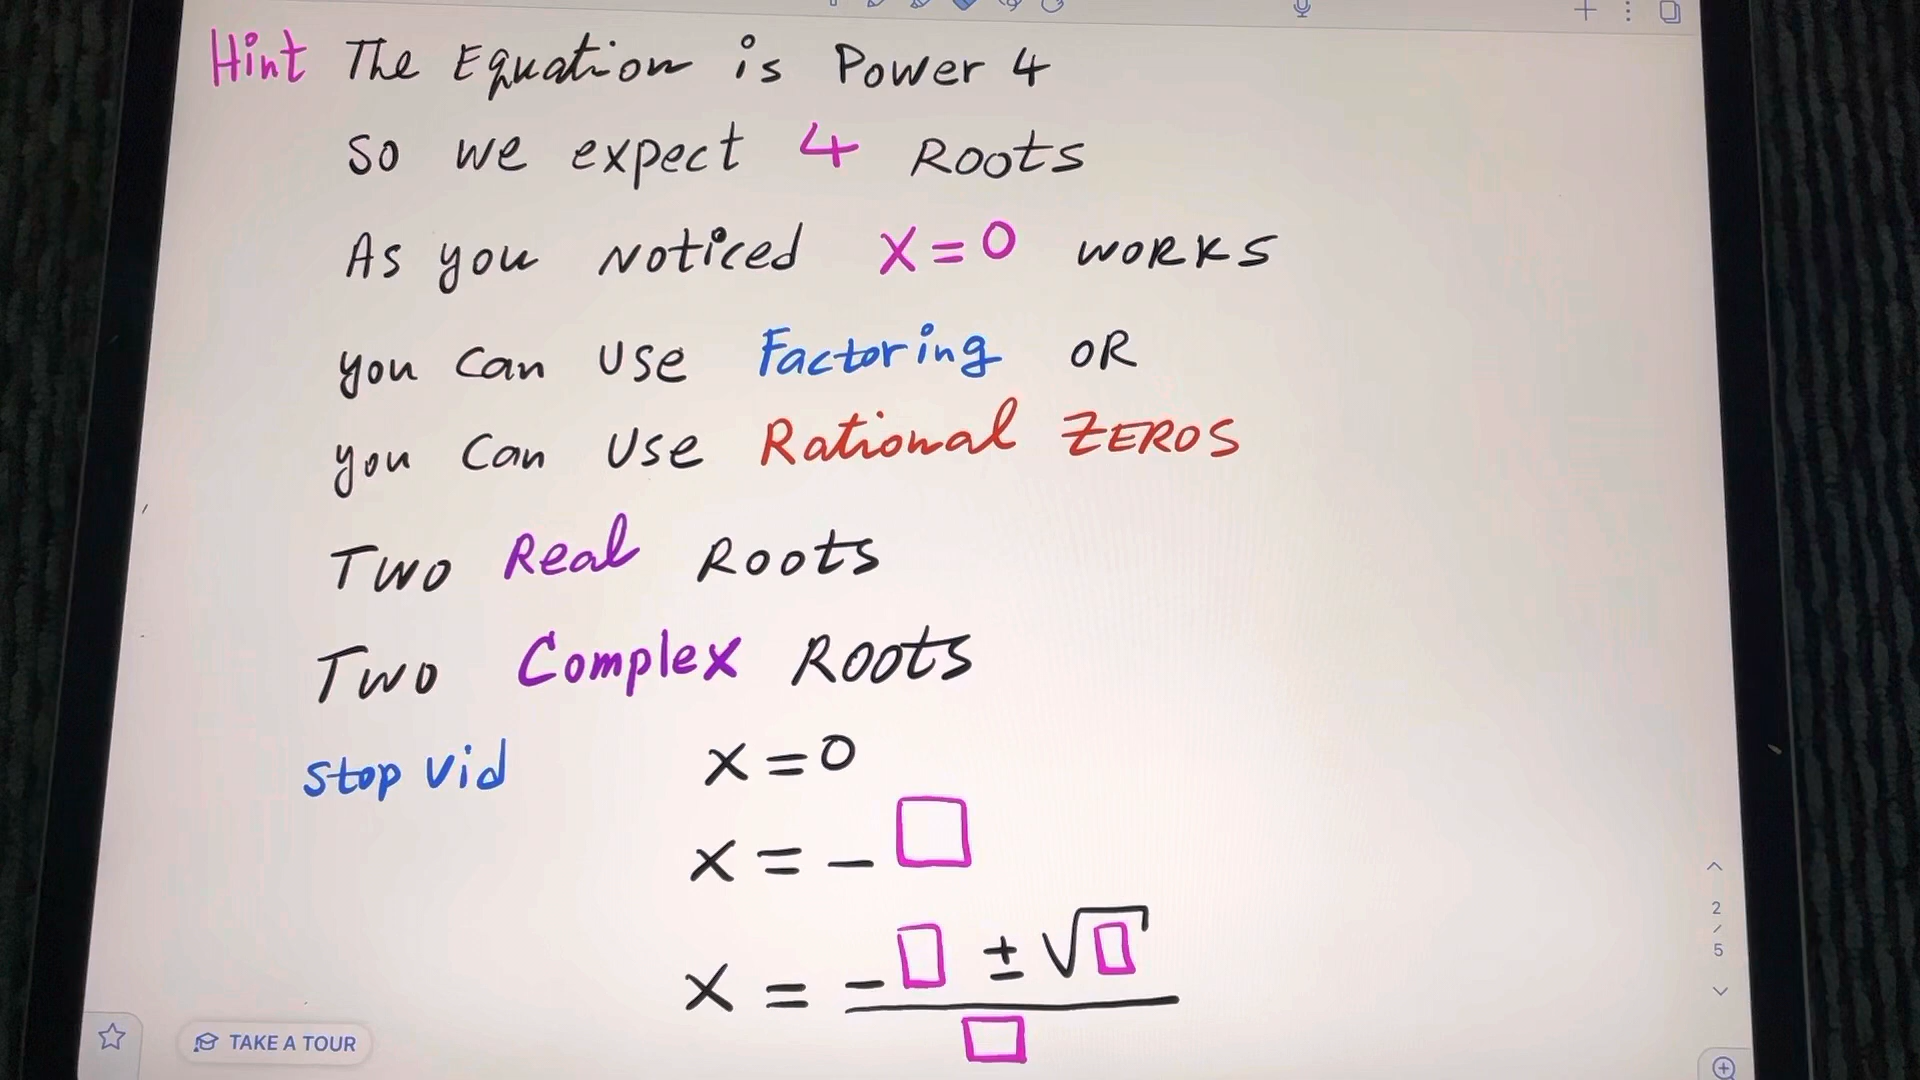 Hint The Equation is Power 4
So we expect 4 Roots
As you Noticed X=0 WORKS
you can use Factoring OR
you can use Rational ZEROS
Two Real Roots
Two Complex Roots
Stop Vid x=0
x = - □
x = (-□ ± √□) / □
2
/
5
TAKE A TOUR